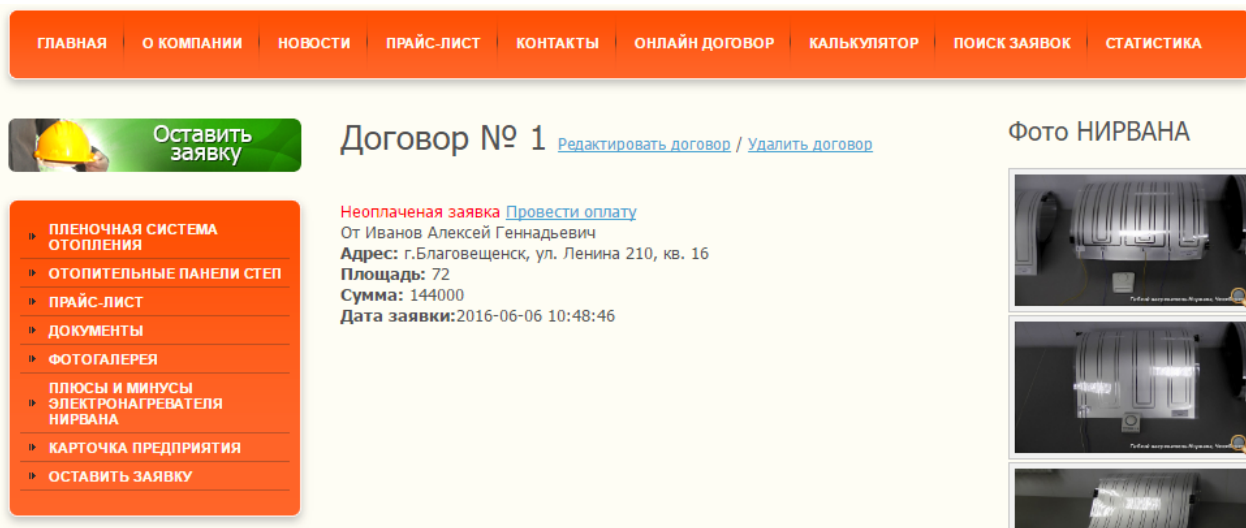 ГЛАВНАЯ О КОМПАНИИ НОВОСТИ ПРАЙС-ЛИСТ КОНТАКТЫ ОНЛАЙН ДОГОВОР КАЛЬКУЛЯТОР ПОИСК ЗАЯВОК СТАТИСТИКА
Оставить
заявку
ПЛЕНОЧНАЯ СИСТЕМА
ОТОПЛЕНИЯ
ОТОПИТЕЛЬНЫЕ ПАНЕЛИ СТЕП
ПРАЙС-ЛИСТ
ДОКУМЕНТЫ
ФОТОГАЛЕРЕЯ
ПЛЮСЫ И МИНУСЫ
ЭЛЕКТРОНАГРЕВАТЕЛЯ
НИРВАНА
КАРТОЧКА ПРЕДПРИЯТИЯ
ОСТАВИТЬ ЗАЯВКУ
Договор № 1 Редактировать договор / Удалить договор
Неоплаченая заявка Провести оплату
От Иванов Алексей Геннадьевич
Адрес: г.Благовещенск, ул. Ленина 210, кв. 16
Площадь: 72
Сумма: 144000
Дата заявки:2016-06-06 10:48:46
Фото НИРВАНА